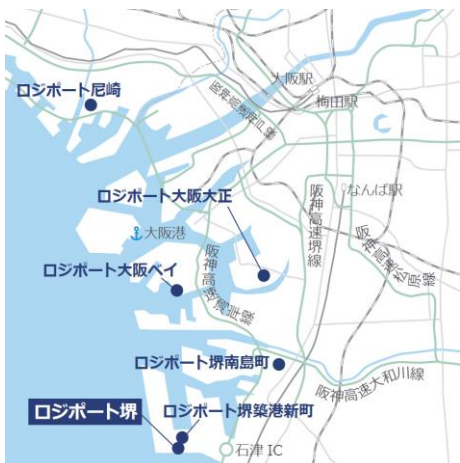 大阪駅
ロジポート尼崎
梅田駅
阪神高速神戸線
ロジポート大阪大正
なんば駅
大阪港
阪神高速堺線
阪神高速松原線
阪神高速湾岸線
ロジポート大阪ベイ
ロジポート堺南島町
阪神高速大和川線
ロジポート堺
ロジポート堺築港新町
石津IC